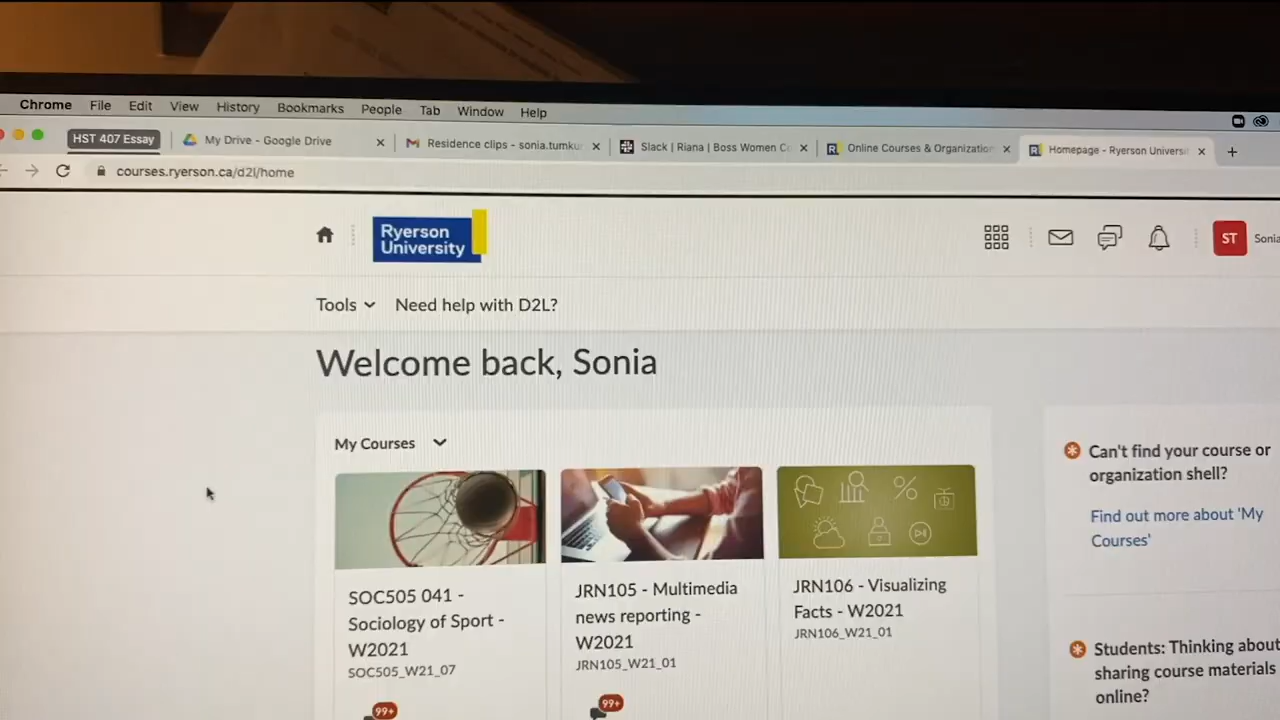 Chrome File Edit View History Bookmarks People Tab Window Help
HST 407 Essay My Drive - Google Drive Residence clips - sonia.tumku Slack | Riana | Boss Women C Online Courses & Organization Homepage - Ryerson Universi
courses.ryerson.ca/d2l/home
Ryerson
University
ST Sonia
Tools Need help with D2L?
Welcome back, Sonia
My Courses
SOC505 041 -
Sociology of Sport -
W2021
SOC505_W21_07
99+
JRN105 - Multimedia
news reporting -
W2021
JRN105_W21_01
99+
JRN106 - Visualizing
Facts - W2021
JRN106_W21_01
Can't find your course or
organization shell?
Find out more about 'My
Courses'
Students: Thinking about
sharing course materials
online?